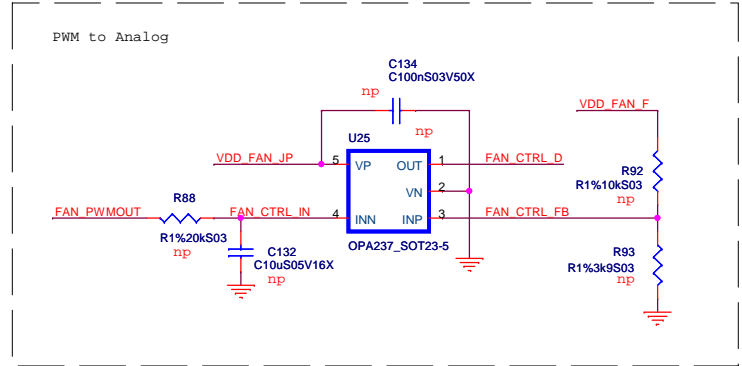 PWM to Analog
C134
C100nS03V50X
np
np
VDD_FAN_F
U25
VDD_FAN_JP
5
VP
OUT
1
FAN_CTRL_D
R92
R1%10kS03
np
VN
2
R88
FAN_PWMOUT
FAN_CTRL_IN
4
INN
INP
3
FAN_CTRL_FB
R1%20kS03
np
C132
C10uS05V16X
np
OPA237_SOT23-5
R93
R1%3k9S03
np